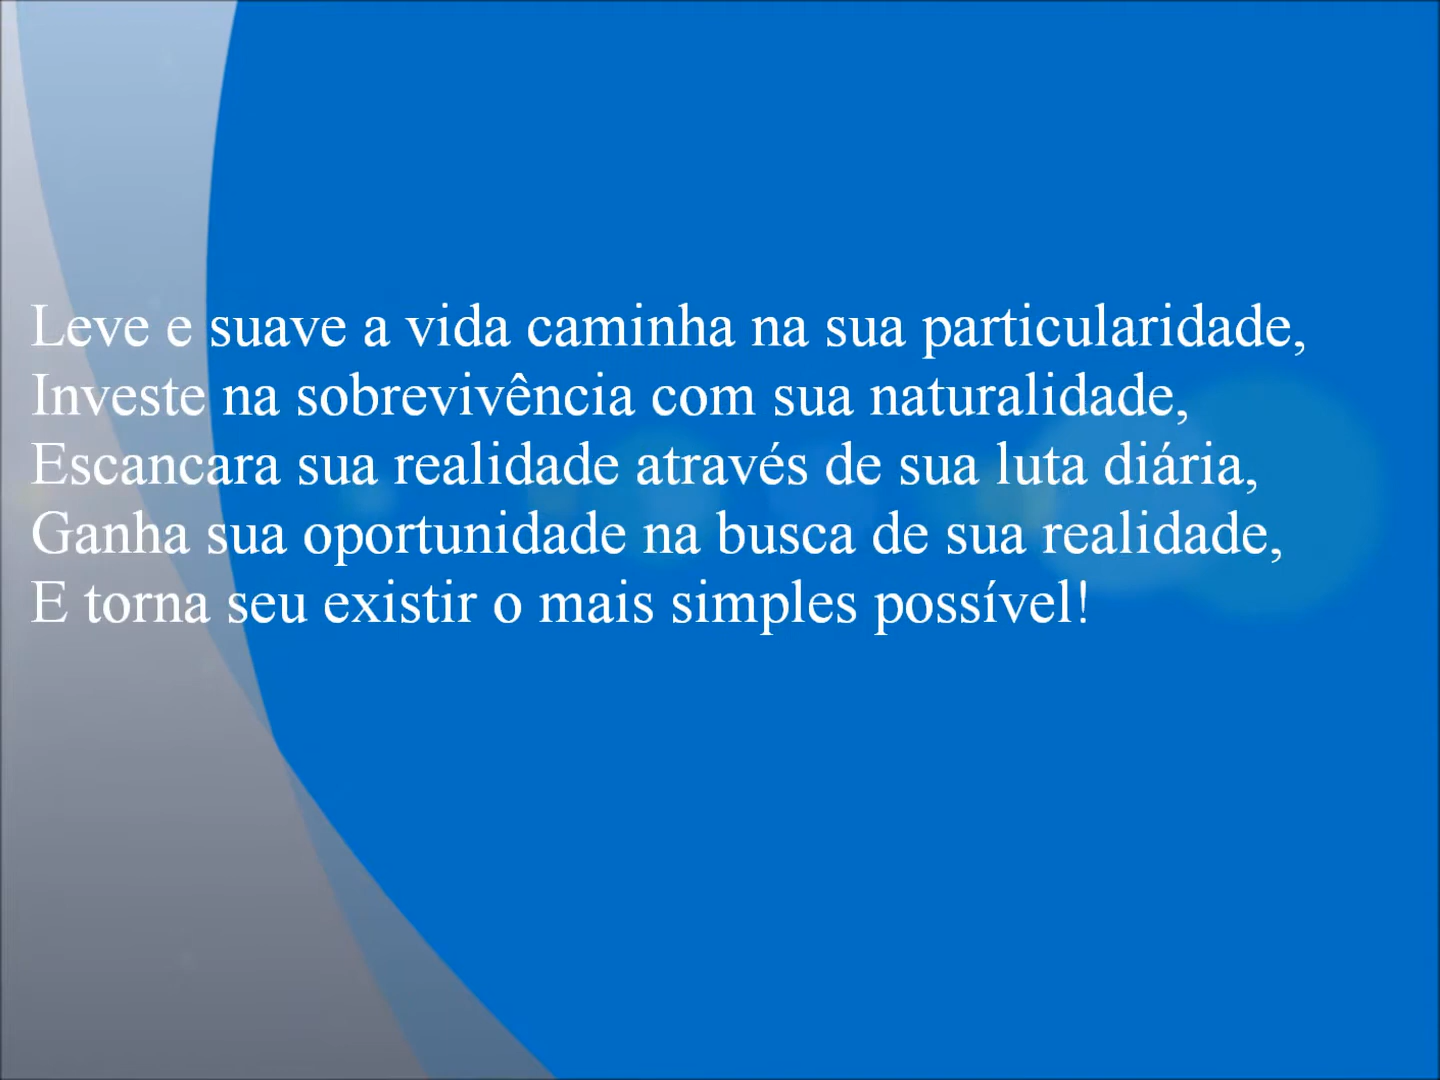 Leve e suave a vida caminha na sua particularidade,
Investe na sobrevivência com sua naturalidade,
Escancara sua realidade através de sua luta diária,
Ganha sua oportunidade na busca de sua realidade,
E torna seu existir o mais simples possível!